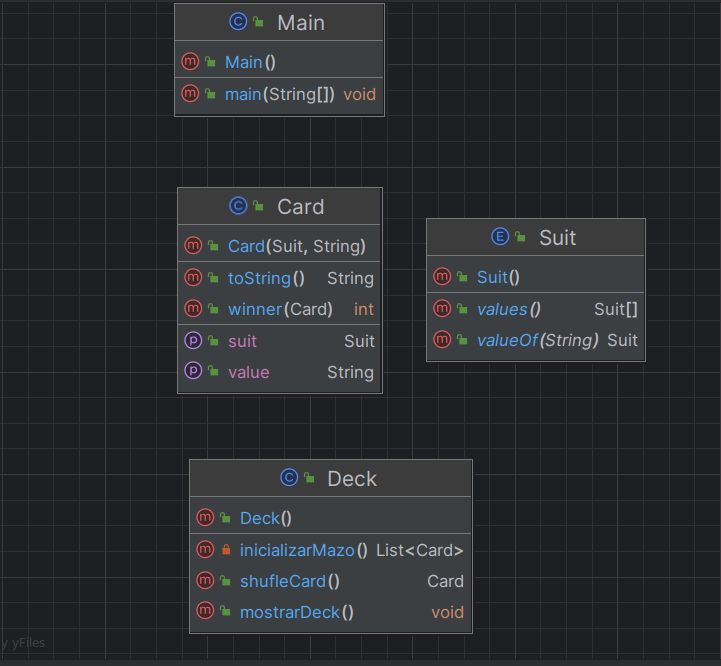 Main
Main()
main(String[]) void
Card
Card(Suit, String)
toString() String
winner(Card) int
suit Suit
value String
Suit
Suit()
values() Suit[]
valueOf(String) Suit
Deck
Deck()
inicializarMazo() List<Card>
shufleCard() Card
mostrarDeck() void
y yFiles